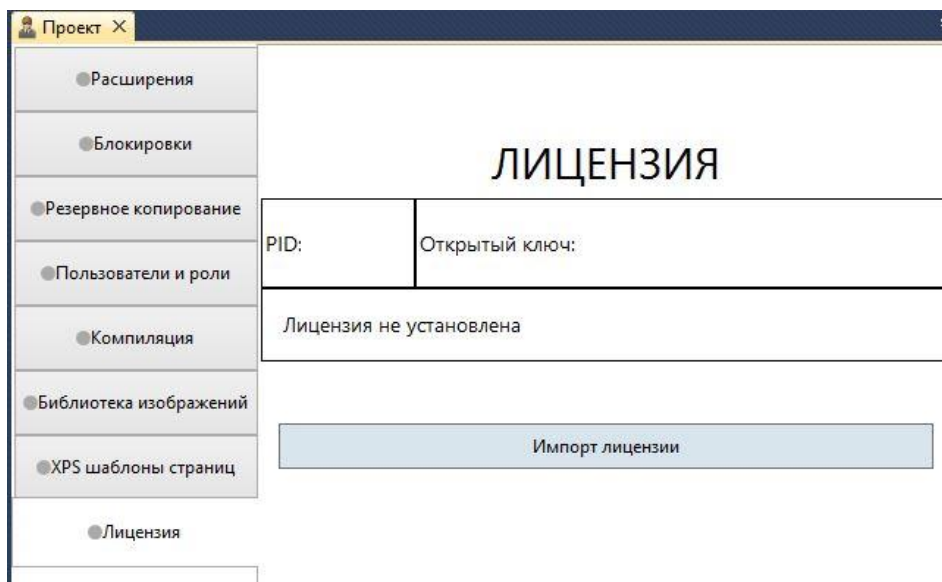 Проект
Расширения
Блокировки
Резервное копирование
Пользователи и роли
Компиляция
Библиотека изображений
XPS шаблоны страниц
Лицензия
ЛИЦЕНЗИЯ
PID:
Открытый ключ:
Лицензия не установлена
Импорт лицензии